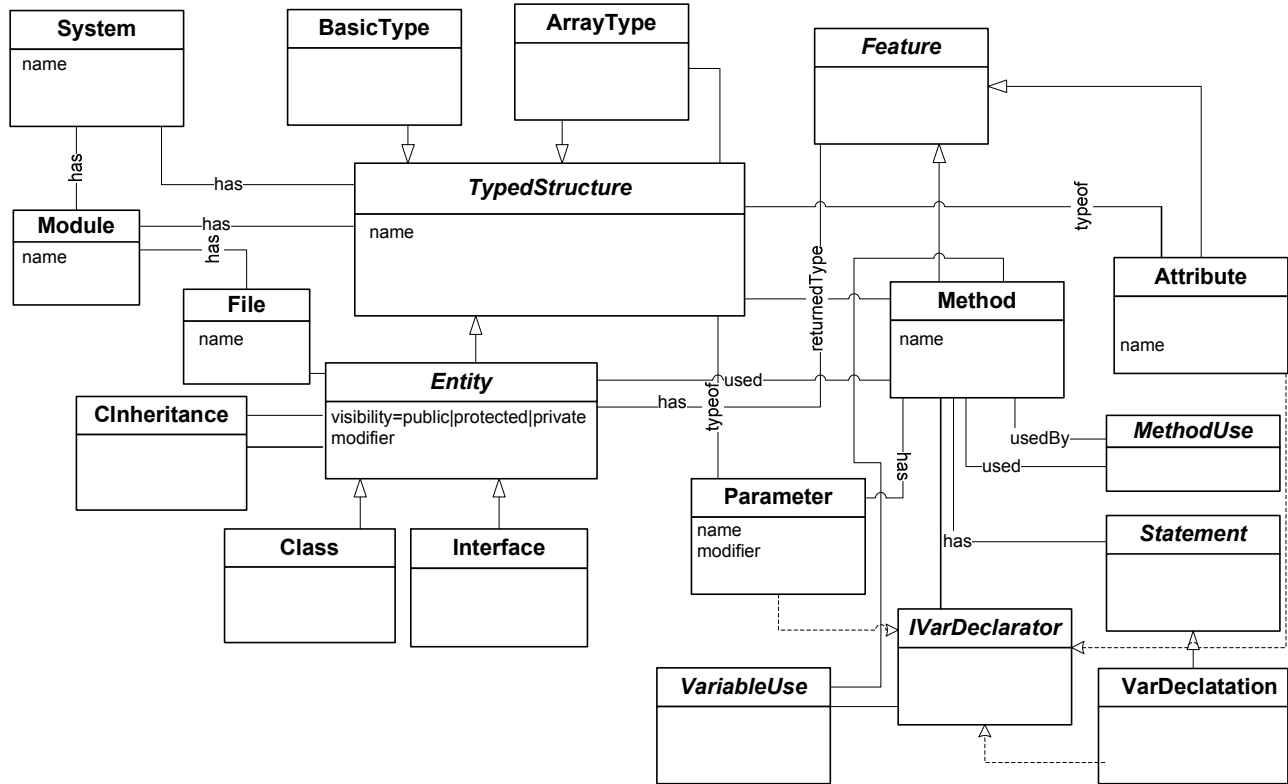 System
name
BasicType
ArrayType
Feature
has
has
TypedStructure
name
typeof
Module
name
has
has
File
name
returnedType
Method
name
Attribute
name
Entity
visibility=public|protected|private
modifier
used
has
typeof
CInheritance
usedBy
used
MethodUse
has
Parameter
name
modifier
Class
Interface
has
Statement
IVarDeclarator
VariableUse
VarDeclatation